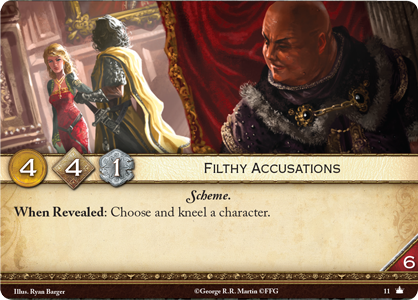 4 4 1 FILTHY ACCUSATIONS
Scheme.
When Revealed: Choose and kneel a character.
6
Illus. Ryan Barger ©George R.R. Martin ©FFG 11